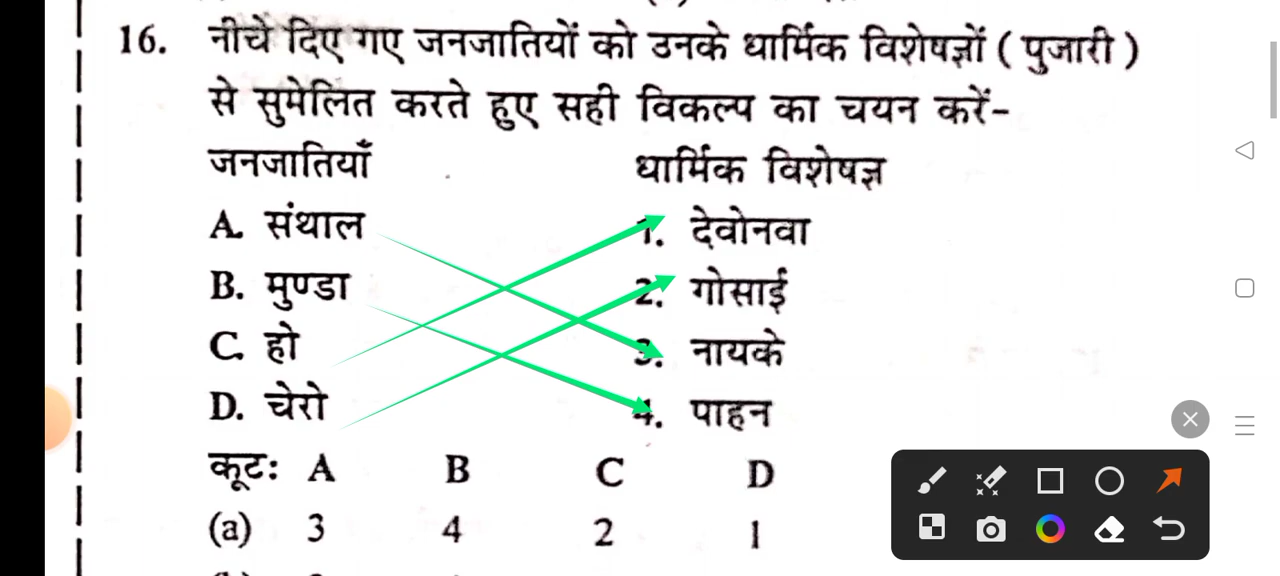 16. नीचे दिए गए जनजातियों को उनके धार्मिक विशेषज्ञों ( पुजारी )
से सुमेलित करते हुए सही विकल्प का चयन करें-
जनजातियाँ धार्मिक विशेषज्ञ
A. संथाल 1. देवोनवा
B. मुण्डा 2. गोसाई
C. हो 3. नायके
D. चेरो 4. पाहन
कूटः A B C D
(a) 3 4 2 1